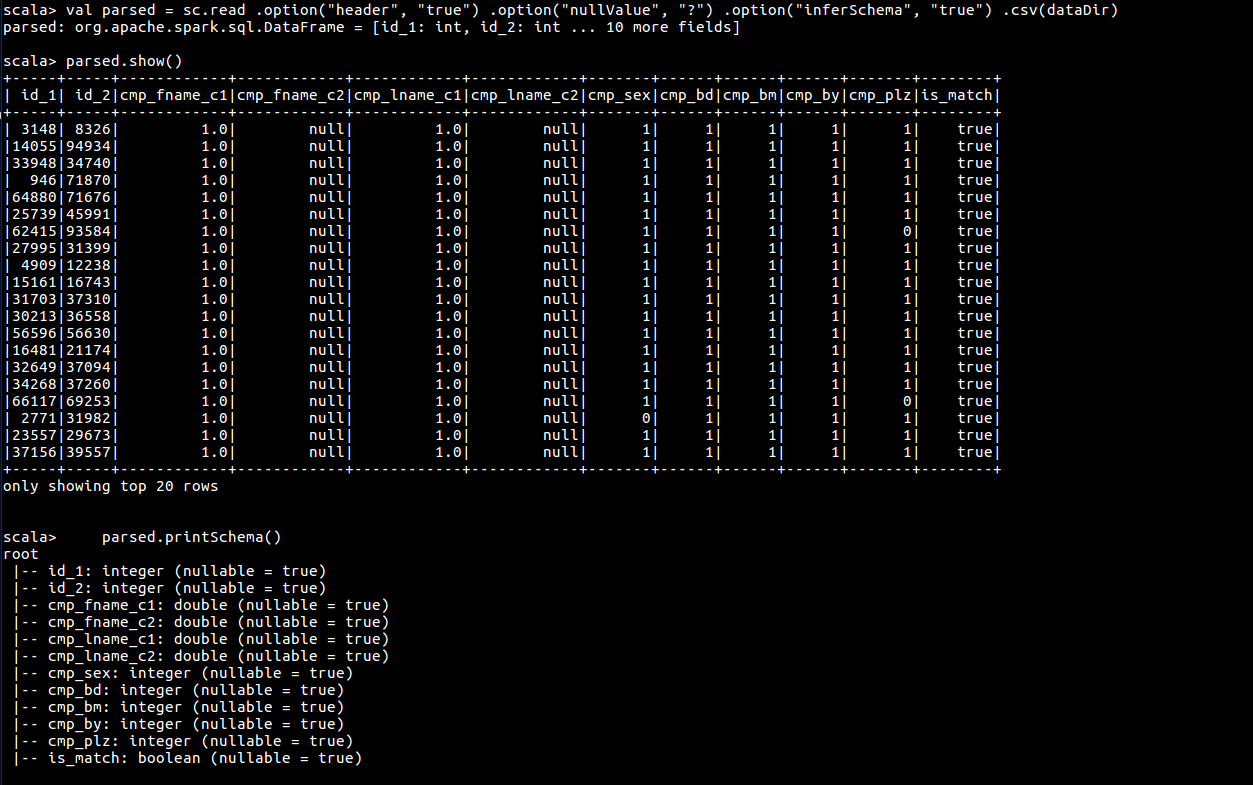 scala> val parsed = sc.read .option("header", "true") .option("nullValue", "?") .option("inferSchema", "true") .csv(dataDir)
parsed: org.apache.spark.sql.DataFrame = [id_1: int, id_2: int ... 10 more fields]

scala> parsed.show()
+-----+-----+------------+------------+------------+------------+-------+------+------+------+-------+--------+
| id_1| id_2|cmp_fname_c1|cmp_fname_c2|cmp_lname_c1|cmp_lname_c2|cmp_sex|cmp_bd|cmp_bm|cmp_by|cmp_plz|is_match|
+-----+-----+------------+------------+------------+------------+-------+------+------+------+-------+--------+
| 3148| 8326|         1.0|        null|         1.0|        null|      1|     1|     1|     1|      1|    true|
|14055|94934|         1.0|        null|         1.0|        null|      1|     1|     1|     1|      1|    true|
|33948|34740|         1.0|        null|         1.0|        null|      1|     1|     1|     1|      1|    true|
|  946|71870|         1.0|        null|         1.0|        null|      1|     1|     1|     1|      1|    true|
|64880|71676|         1.0|        null|         1.0|        null|      1|     1|     1|     1|      1|    true|
|25739|45991|         1.0|        null|         1.0|        null|      1|     1|     1|     1|      1|    true|
|62415|93584|         1.0|        null|         1.0|        null|      1|     1|     1|     1|      0|    true|
|27995|31399|         1.0|        null|         1.0|        null|      1|     1|     1|     1|      1|    true|
| 4909|12238|         1.0|        null|         1.0|        null|      1|     1|     1|     1|      1|    true|
|15161|16743|         1.0|        null|         1.0|        null|      1|     1|     1|     1|      1|    true|
|31703|37310|         1.0|        null|         1.0|        null|      1|     1|     1|     1|      1|    true|
|30213|36558|         1.0|        null|         1.0|        null|      1|     1|     1|     1|      1|    true|
|56596|56630|         1.0|        null|         1.0|        null|      1|     1|     1|     1|      1|    true|
|16481|21174|         1.0|        null|         1.0|        null|      1|     1|     1|     1|      1|    true|
|32649|37094|         1.0|        null|         1.0|        null|      1|     1|     1|     1|      1|    true|
|34268|37260|         1.0|        null|         1.0|        null|      1|     1|     1|     1|      1|    true|
|66117|69253|         1.0|        null|         1.0|        null|      1|     1|     1|     1|      0|    true|
| 2771|31982|         1.0|        null|         1.0|        null|      0|     1|     1|     1|      1|    true|
|23557|29673|         1.0|        null|         1.0|        null|      1|     1|     1|     1|      1|    true|
|37156|39557|         1.0|        null|         1.0|        null|      1|     1|     1|     1|      1|    true|
+-----+-----+------------+------------+------------+------------+-------+------+------+------+-------+--------+
only showing top 20 rows

scala>     parsed.printSchema()
root
 |-- id_1: integer (nullable = true)
 |-- id_2: integer (nullable = true)
 |-- cmp_fname_c1: double (nullable = true)
 |-- cmp_fname_c2: double (nullable = true)
 |-- cmp_lname_c1: double (nullable = true)
 |-- cmp_lname_c2: double (nullable = true)
 |-- cmp_sex: integer (nullable = true)
 |-- cmp_bd: integer (nullable = true)
 |-- cmp_bm: integer (nullable = true)
 |-- cmp_by: integer (nullable = true)
 |-- cmp_plz: integer (nullable = true)
 |-- is_match: boolean (nullable = true)